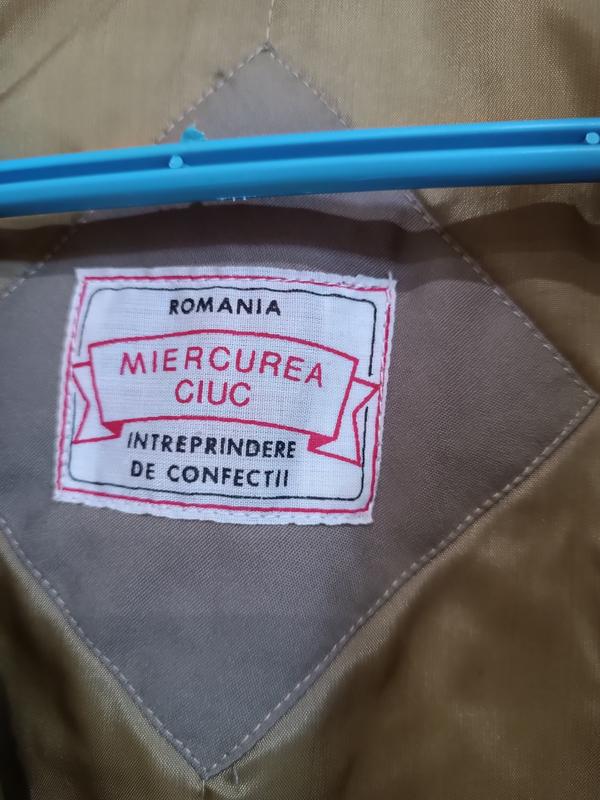 ROMANIA
MIERCUREA
CIUC
INTREPRINDERE
DE CONFECTII